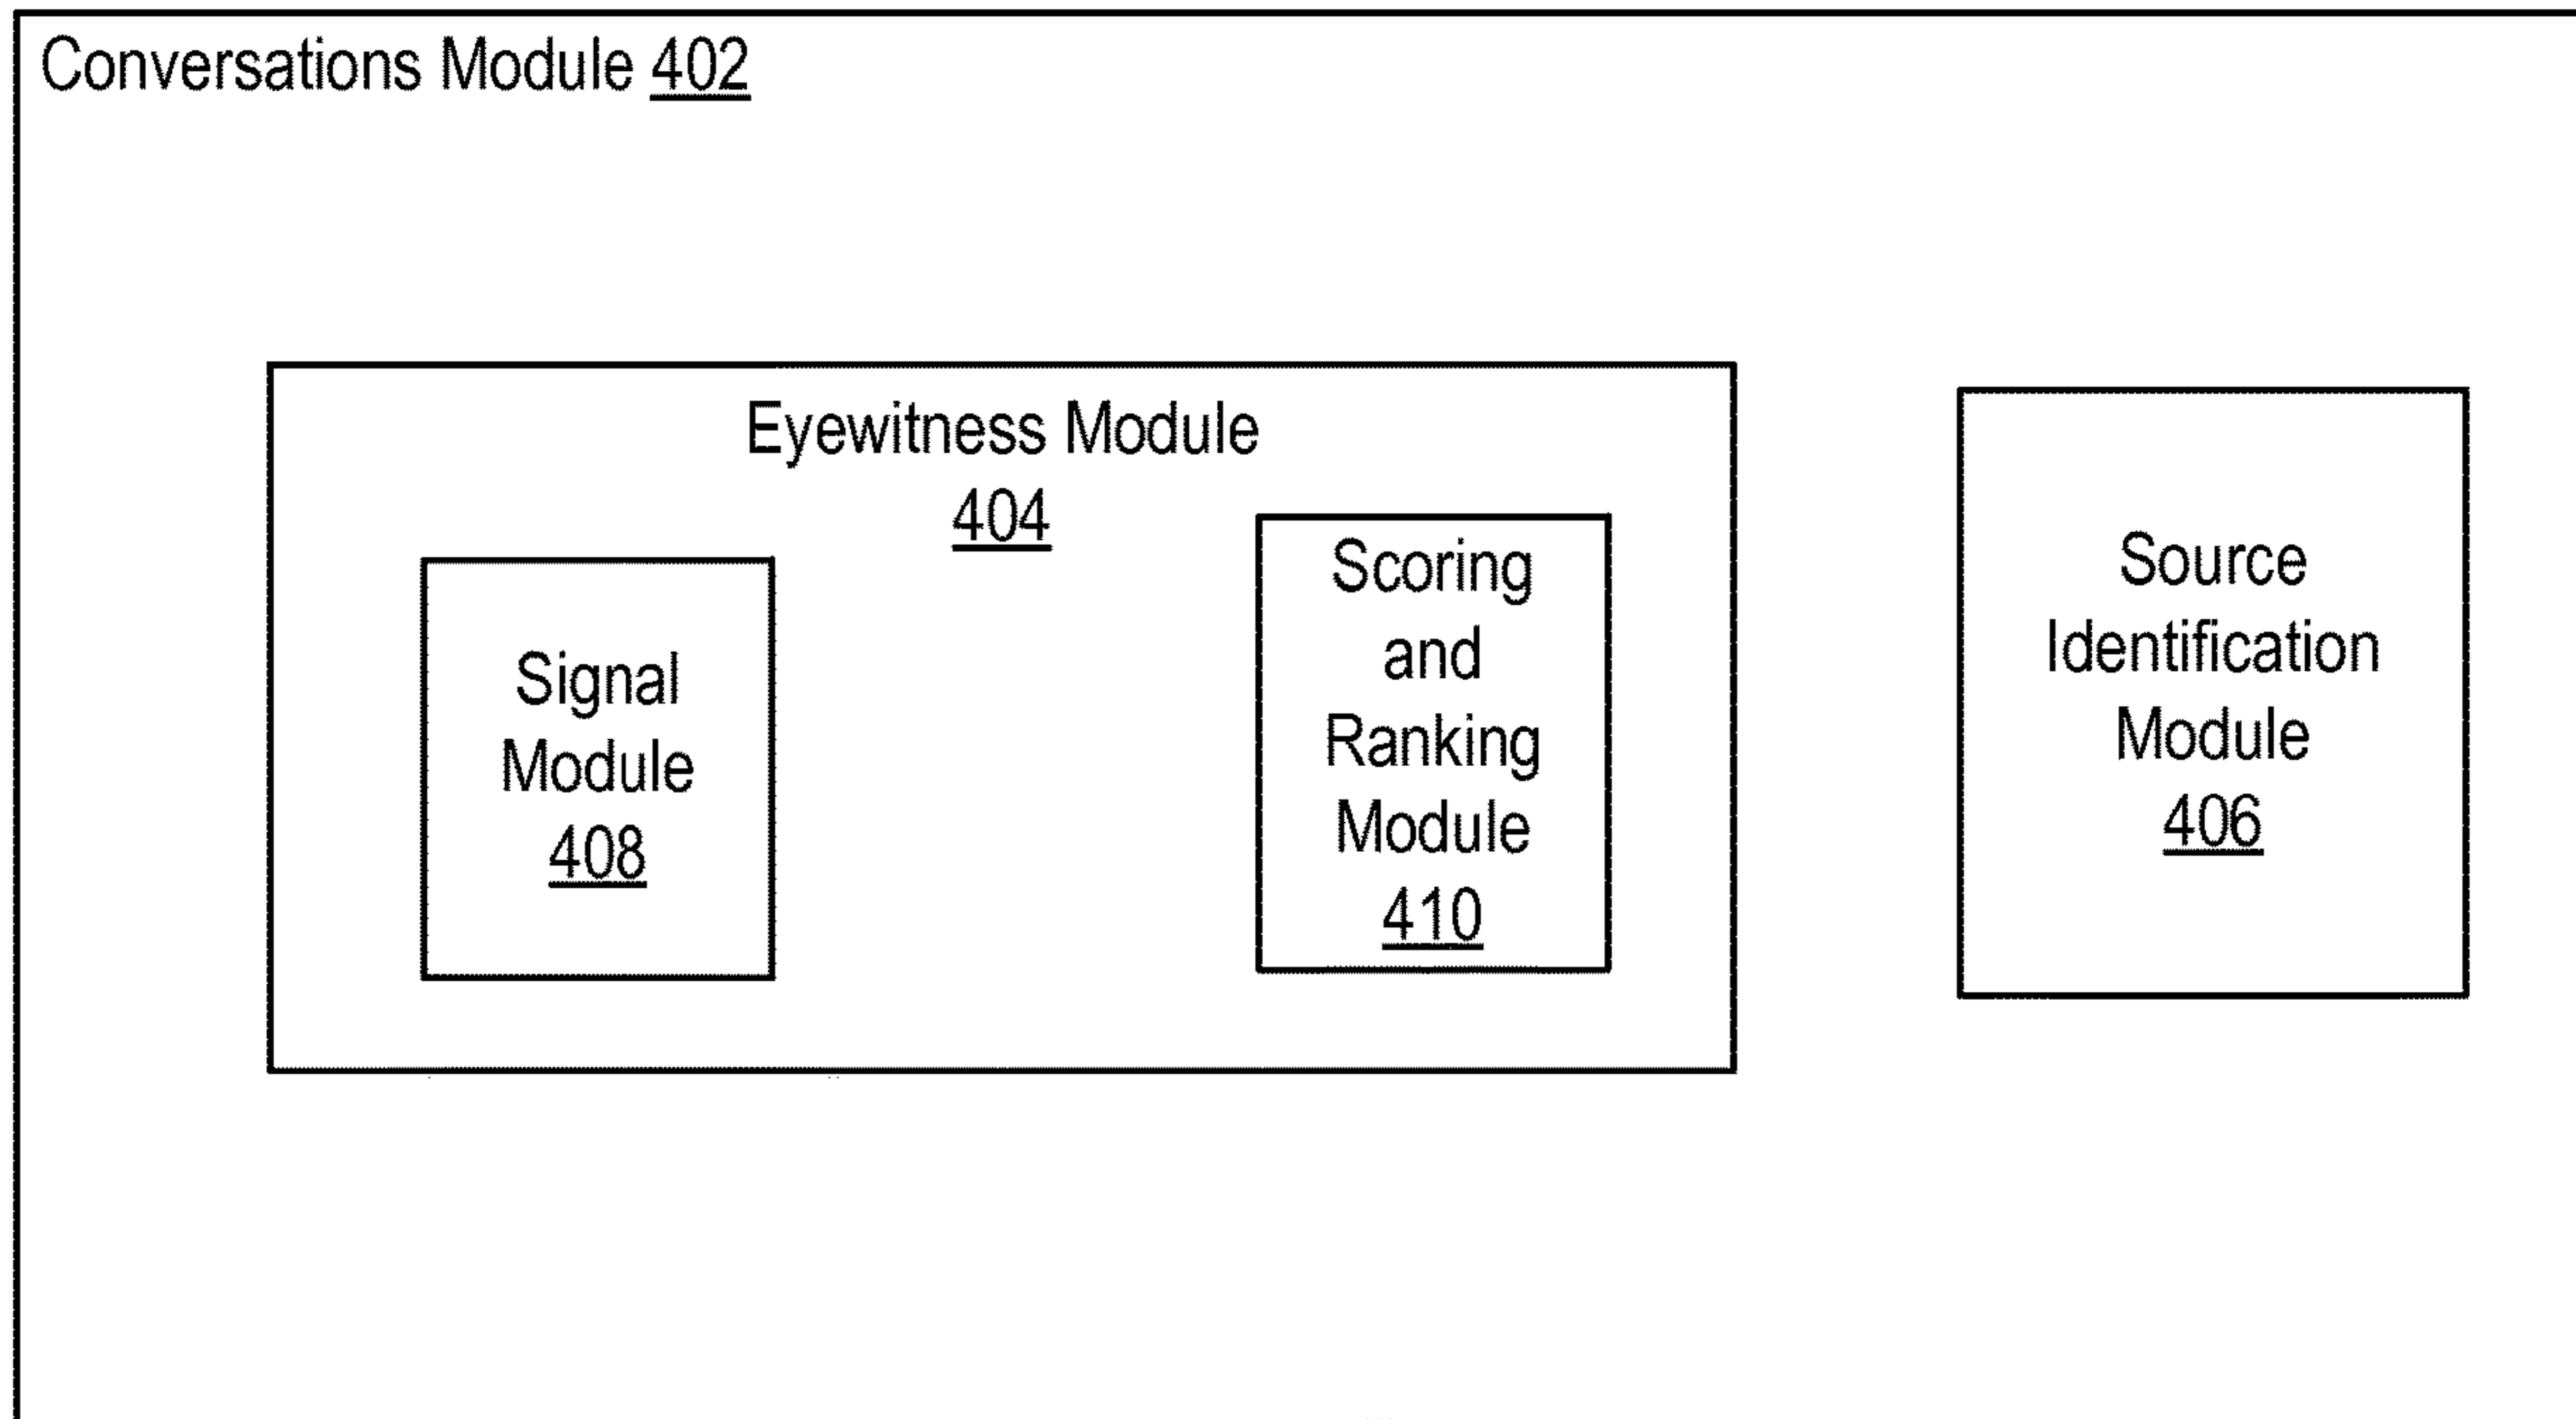 Conversations Module 402
Eyewitness Module
404
Signal
Module
408
Scoring
and
Ranking
Module
410
Source
Identification
Module
406